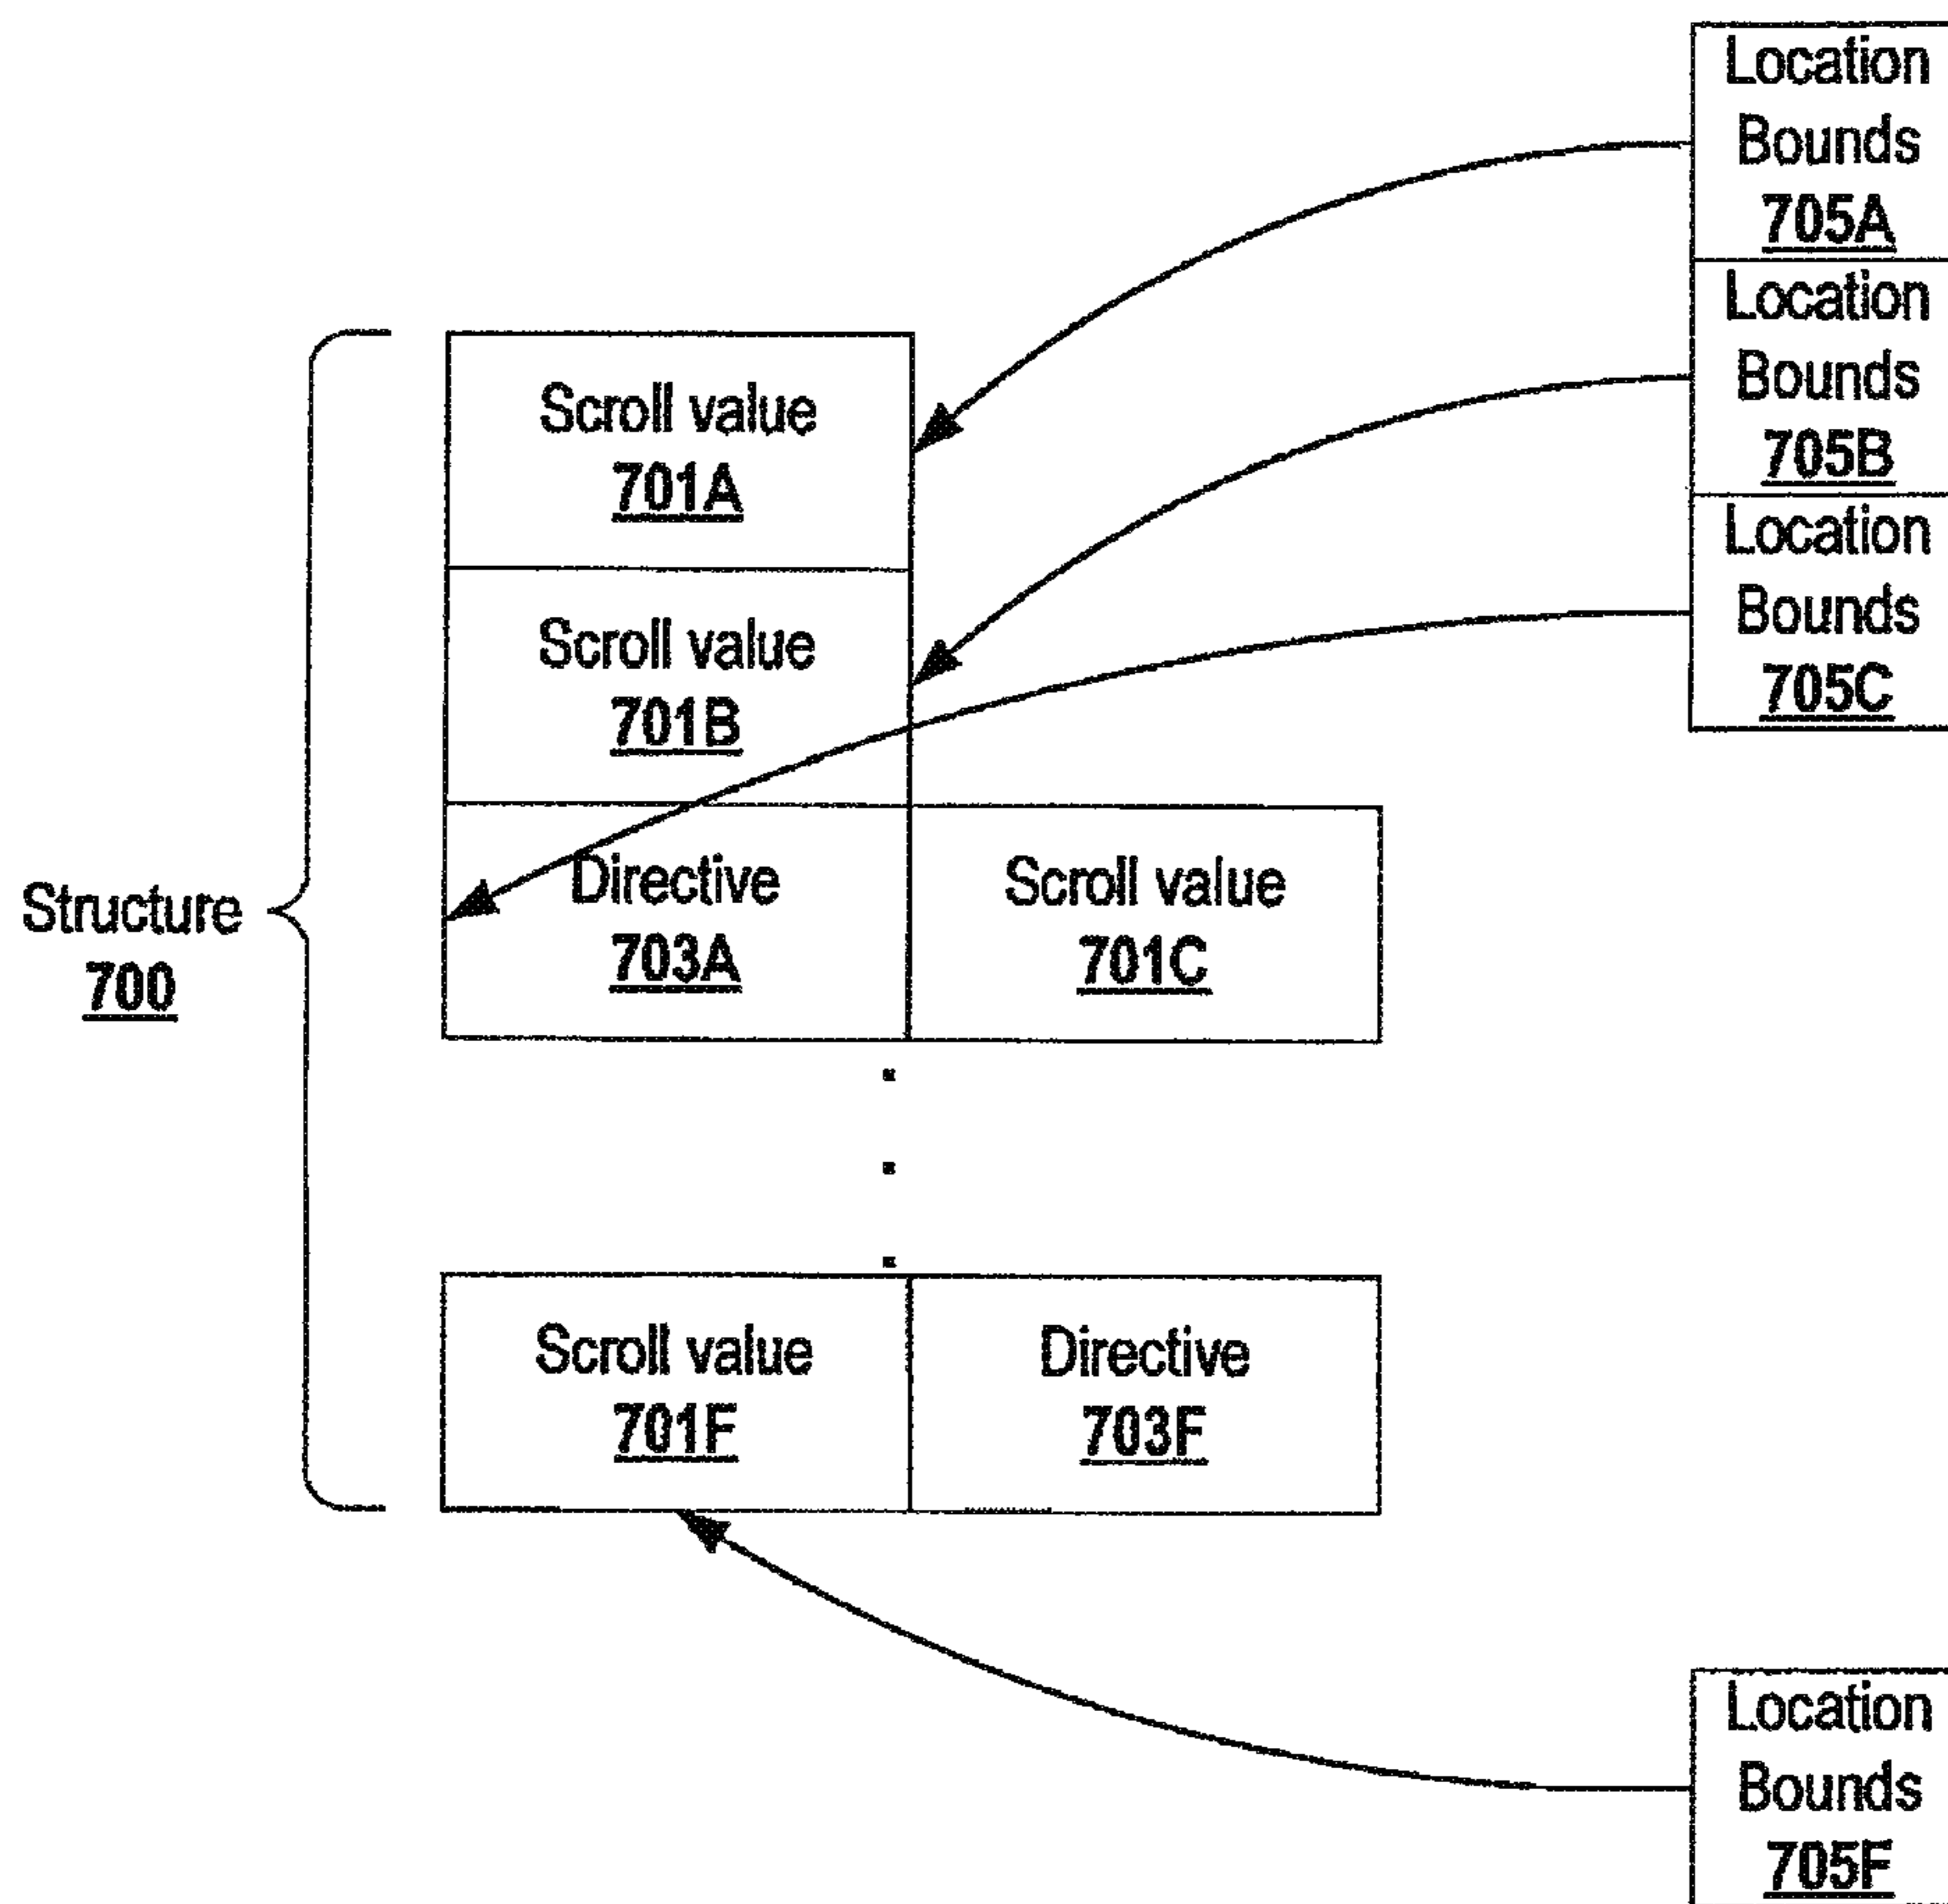 Location
Bounds
705A
Location
Bounds
705B
Location
Bounds
705C
Scroll value
701A
Scroll value
701B
Directive
703A
Scroll value
701C
Structure
700
Scroll value
701F
Directive
703F
Location
Bounds
705F